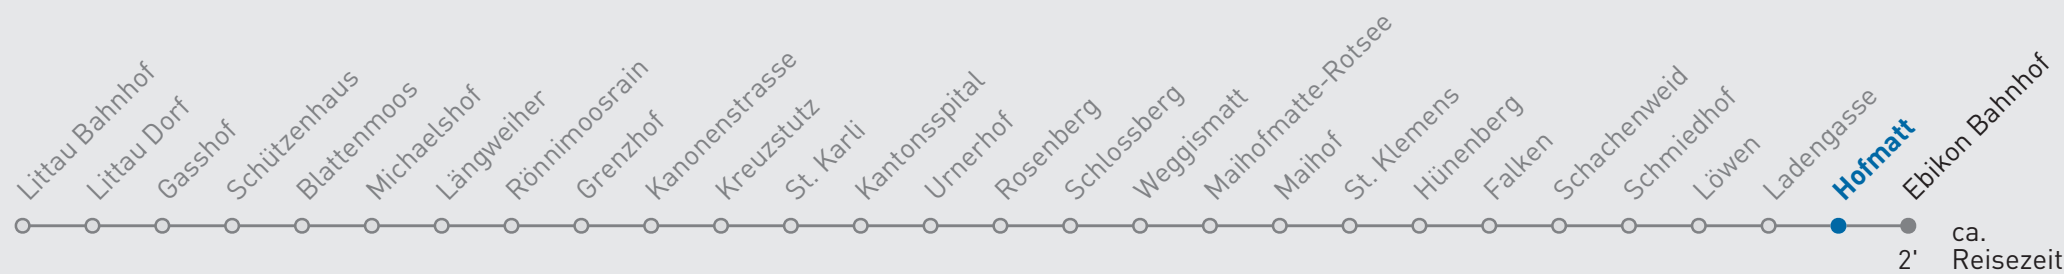 Littau Bahnhof
Littau Dorf
Gasshof
Schützenhaus
Blattenmoos
Michaelshof
Längweiher
Rönnimoosrain
Grenzhof
Kanonenstrasse
Kreuzstutz
St. Karli
Kantonsspital
Urnerhof
Rosenberg
Schlossberg
Weggismatt
Maihofmatte-Rotsee
Maihof
St. Klemens
Hünenberg
Falken
Schachenweid
Schmiedhof
Löwen
Ladengasse
Hofmatt
Ebikon Bahnhof
ca.
2' Reisezeit